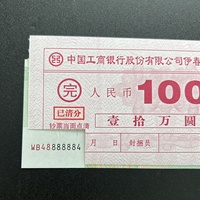 中国工商银行股份有限公司伊春
完 人民币 100
已清分
壹拾万圆
钞票当面点清
月 日 封捆员
WB48888884